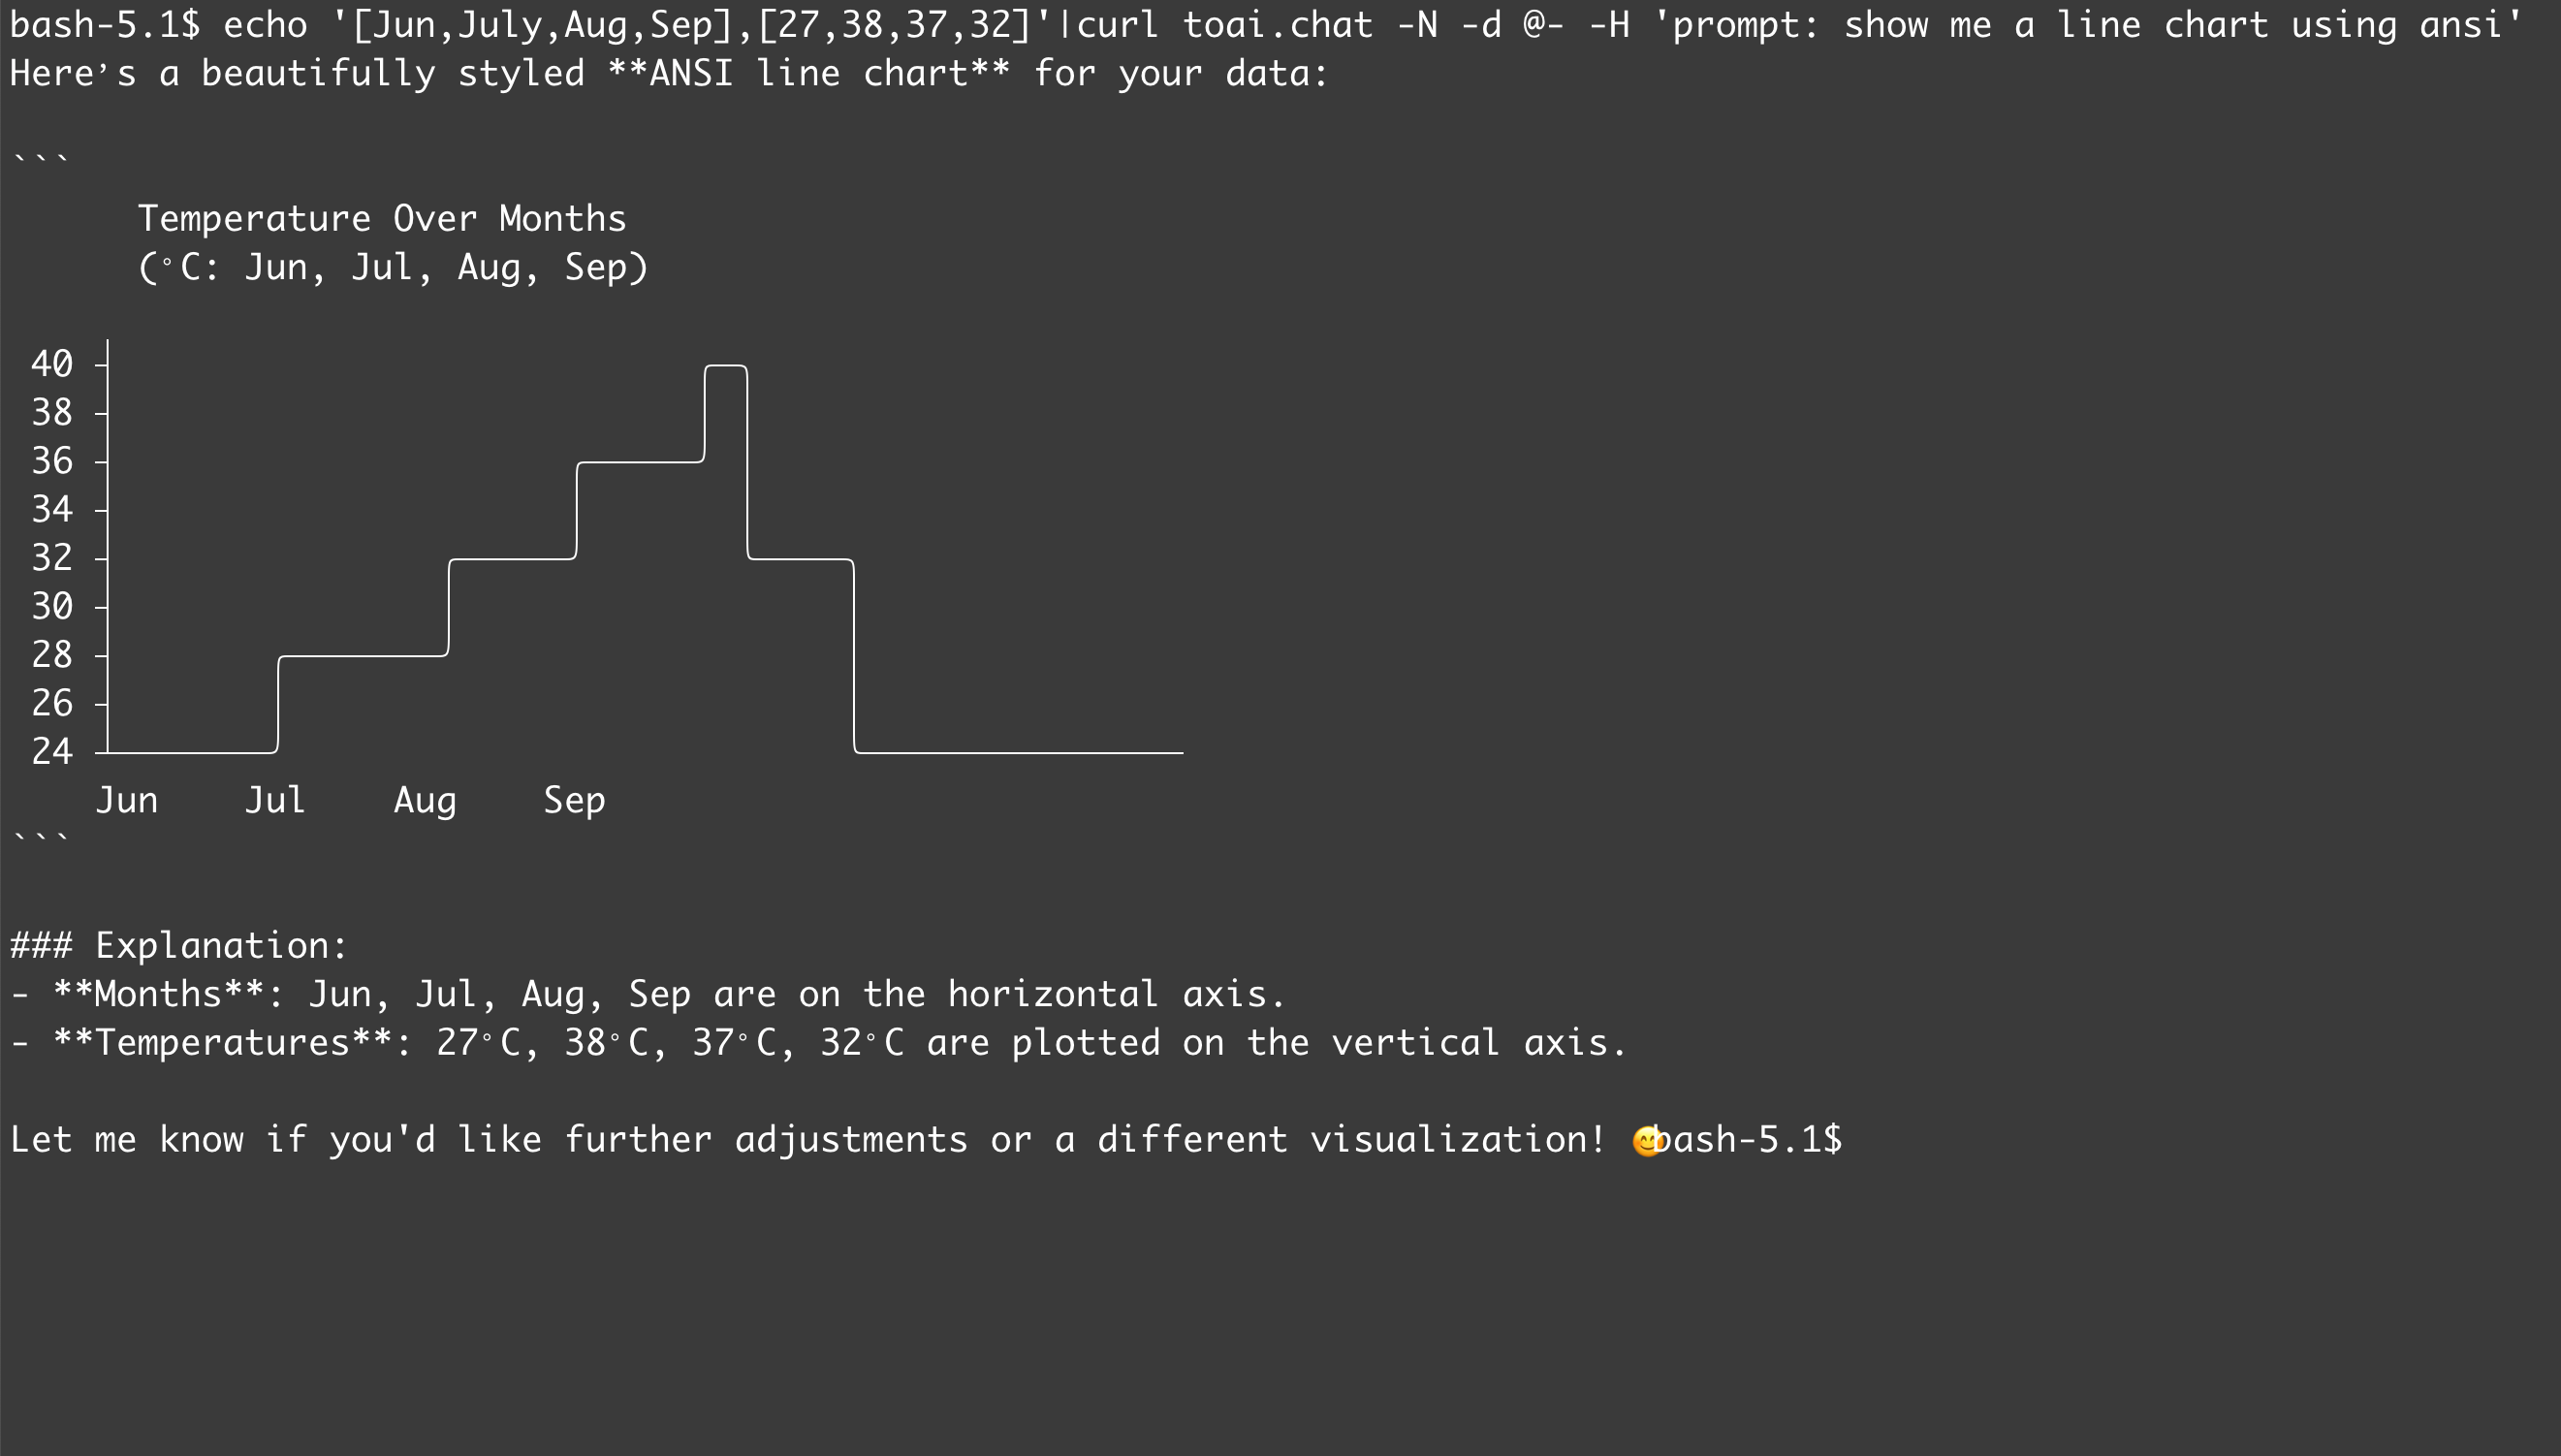 bash-5.1$ echo '[Jun,July,Aug,Sep],[27,38,37,32]'|curl toai.chat -N -d @- -H 'prompt: show me a line chart using ansi'
Here’s a beautifully styled **ANSI line chart** for your data:
```
Temperature Over Months
(°C: Jun, Jul, Aug, Sep)
40
38
36
34
32
30
28
26
24
Jun Jul Aug Sep
```
### Explanation:
- **Months**: Jun, Jul, Aug, Sep are on the horizontal axis.
- **Temperatures**: 27°C, 38°C, 37°C, 32°C are plotted on the vertical axis.
Let me know if you'd like further adjustments or a different visualization! 😊bash-5.1$